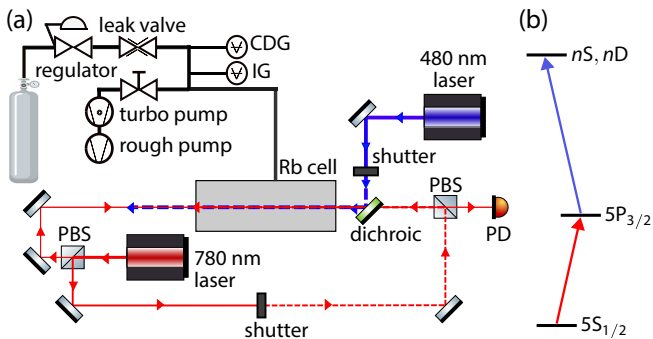 (a)
leak valve
CDG
regulator
IG
turbo pump
rough pump
480 nm
laser
shutter
Rb cell
PBS
dichroic
PD
PBS
780 nm
laser
shutter
(b)
nS, nD
5P3/2
5S1/2